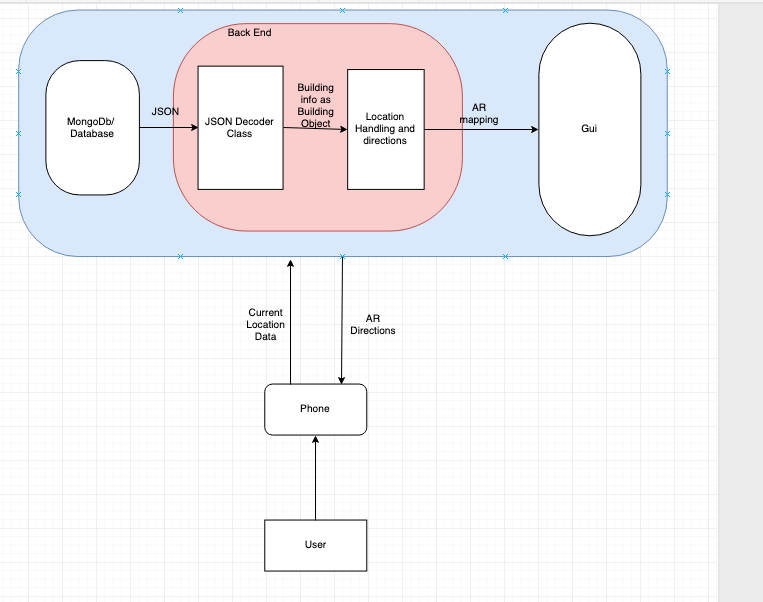 Back End
MongoDb/
Database
JSON
JSON Decoder
Class
Building
info as
Building
Object
Location
Handling and
directions
AR
mapping
Gui
Current
Location
Data
AR
Directions
Phone
User